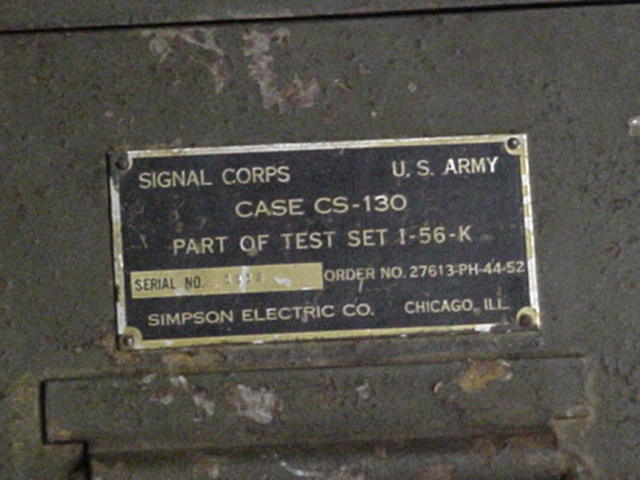 SIGNAL CORPS U. S. ARMY
CASE CS-130
PART OF TEST SET I-56-K
SERIAL NO. ORDER NO. 27613-PH-44-52
SIMPSON ELECTRIC CO. CHICAGO, ILL.